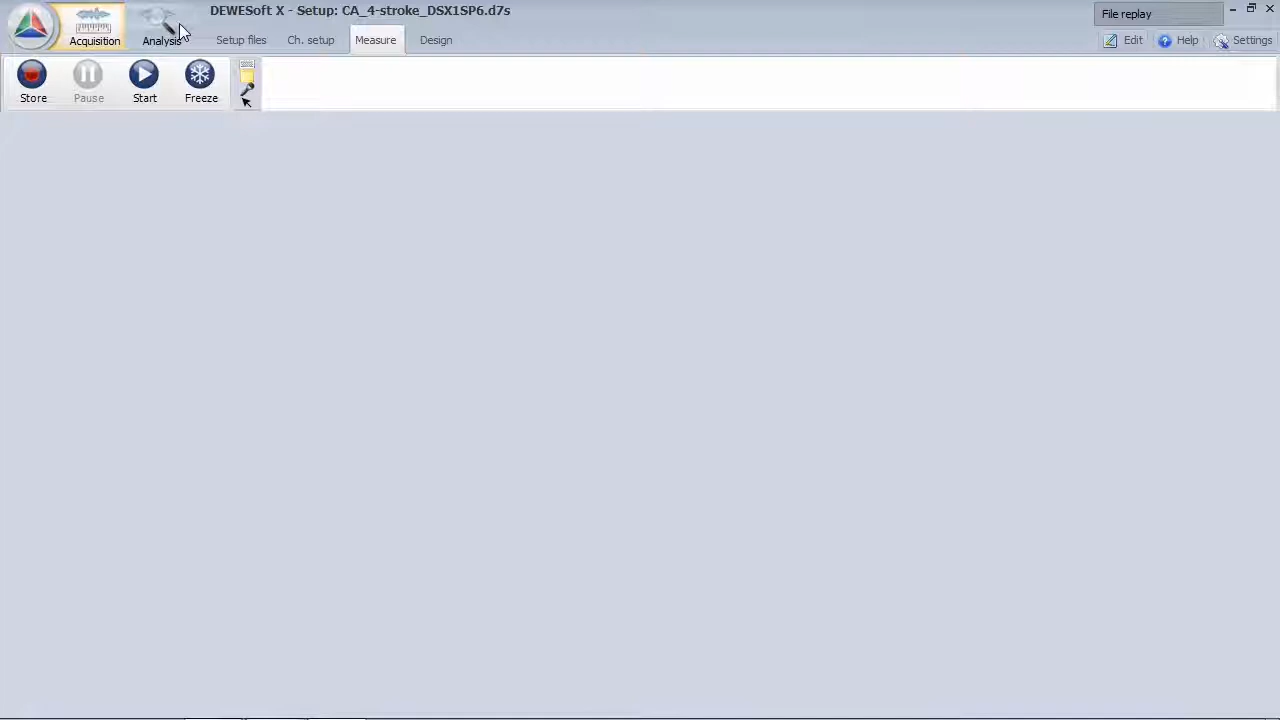 DEWESoft X - Setup: CA_4-stroke_DSX1SP6.d7s
File replay
Acquisition
Analysis
Setup files
Ch. setup
Measure
Design
Edit
Help
Settings
Store
Pause
Start
Freeze